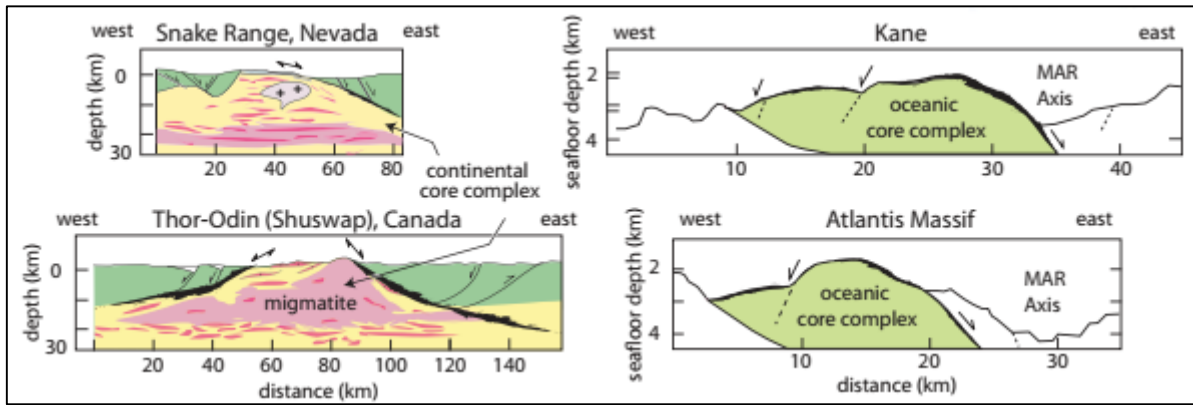 west Snake Range, Nevada east
depth (km)
0
30
20 40 60 80
continental
core complex
west Thor-Odin (Shuswap), Canada east
depth (km)
0
30
migmatite
20 40 60 80 100 120 140
distance (km)
west Kane east
seafloor depth (km)
2
4
oceanic
core complex
MAR
Axis
10 20 30 40
west Atlantis Massif east
seafloor depth (km)
2
4
oceanic
core complex
MAR
Axis
10 20 30
distance (km)